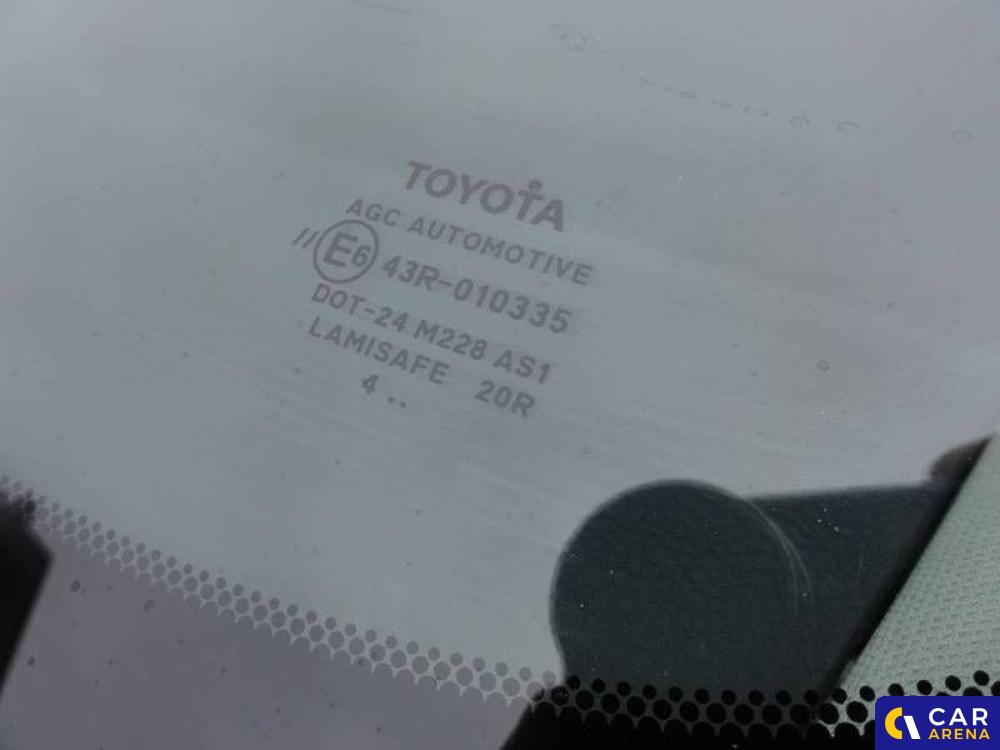 TOYOTA
AGC AUTOMOTIVE
// E6 43R-010335
DOT-24 M228 AS1
LAMISAFE 20R
4 ..
CAR
ARENA